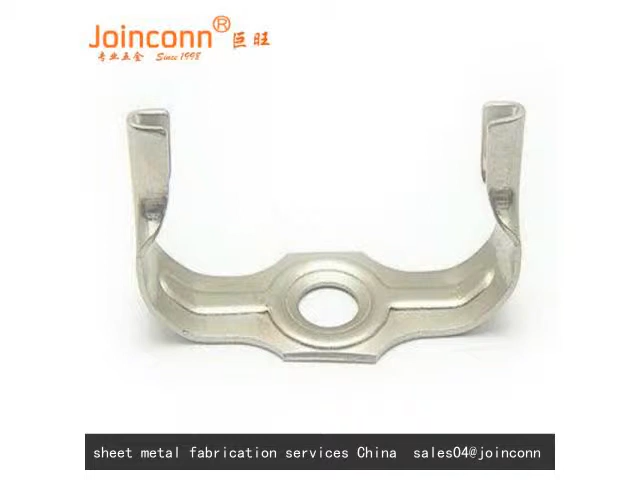 Joinconn® 巨旺
专业五金 Since 1998
sheet metal fabrication services China sales04@joinconn